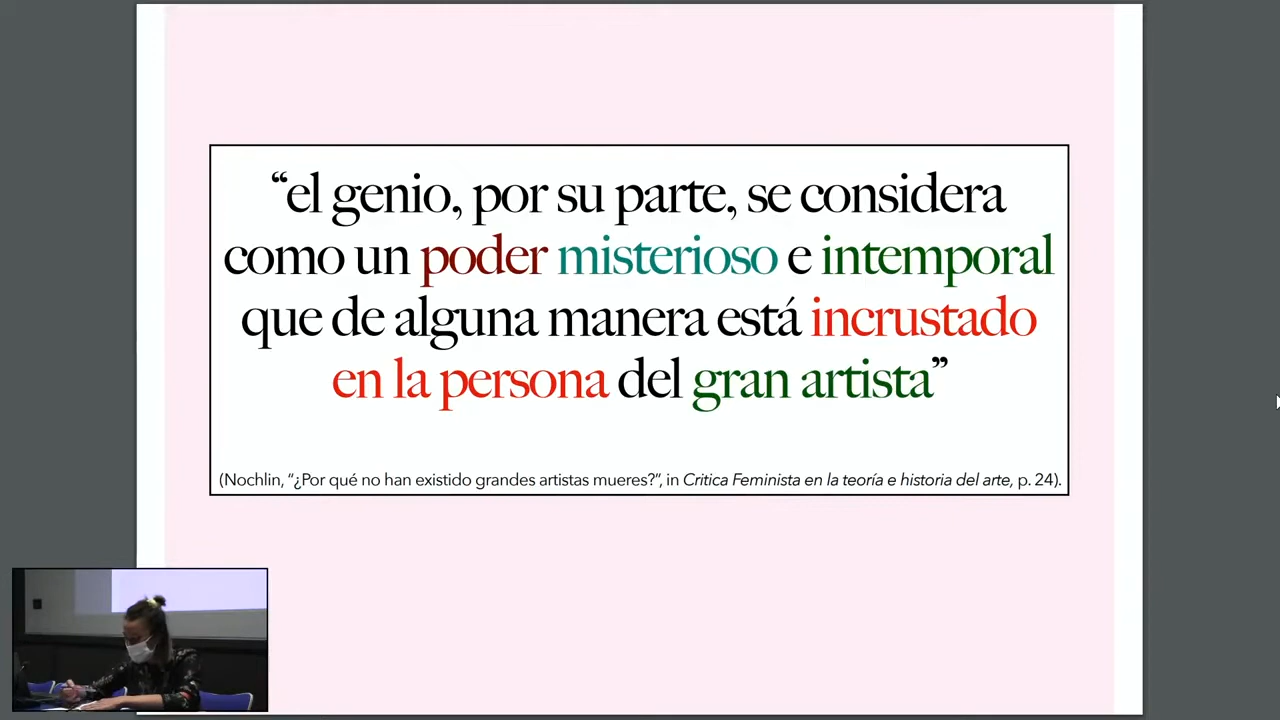 “el genio, por su parte, se considera
como un poder misterioso e intemporal
que de alguna manera está incrustado
en la persona del gran artista”
(Nochlin, “¿Por qué no han existido grandes artistas mueres?”, in Critica Feminista en la teoría e historia del arte, p. 24).